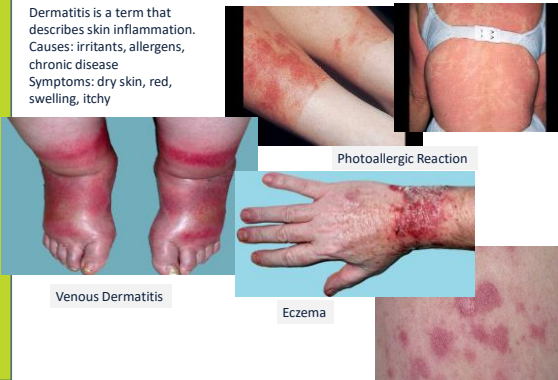 Dermatitis is a term that
describes skin inflammation.
Causes: irritants, allergens,
chronic disease
Symptoms: dry skin, red,
swelling, itchy
Photoallergic Reaction
Venous Dermatitis
Eczema